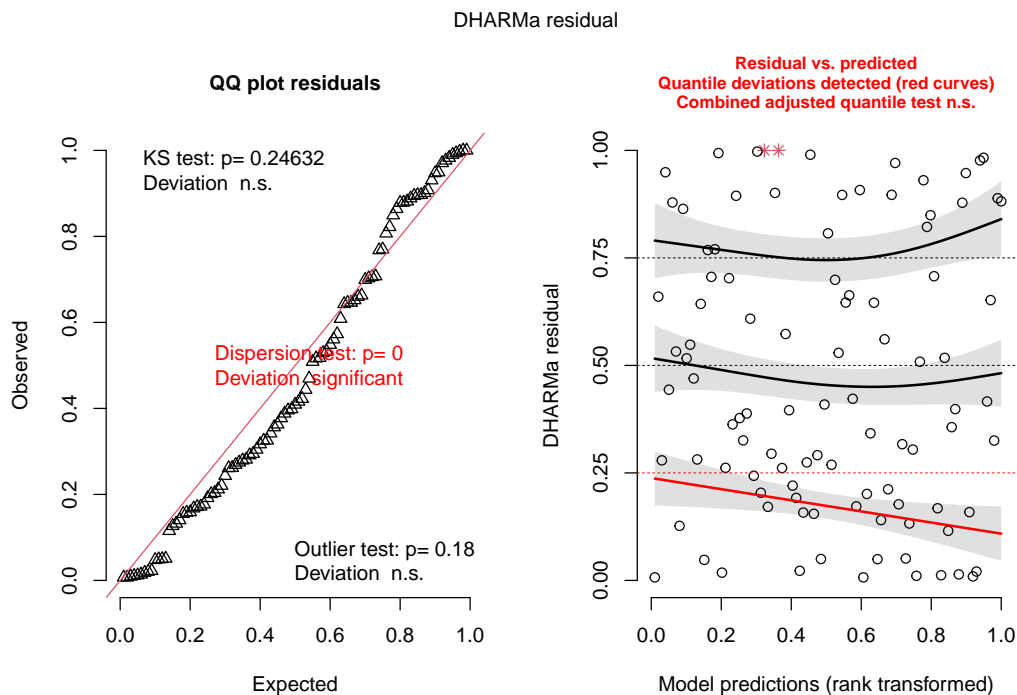 DHARMa residual
QQ plot residuals
KS test: p= 0.24632
Deviation  n.s.
Dispersion test: p= 0
Deviation  significant
Outlier test: p= 0.18
Deviation  n.s.
Observed
0.0
0.2
0.4
0.6
0.8
1.0
0.0
0.2
0.4
0.6
0.8
1.0
Expected
Residual vs. predicted
Quantile deviations detected (red curves)
Combined adjusted quantile test n.s.
DHARMa residual
0.00
0.25
0.50
0.75
1.00
0.0
0.2
0.4
0.6
0.8
1.0
Model predictions (rank transformed)